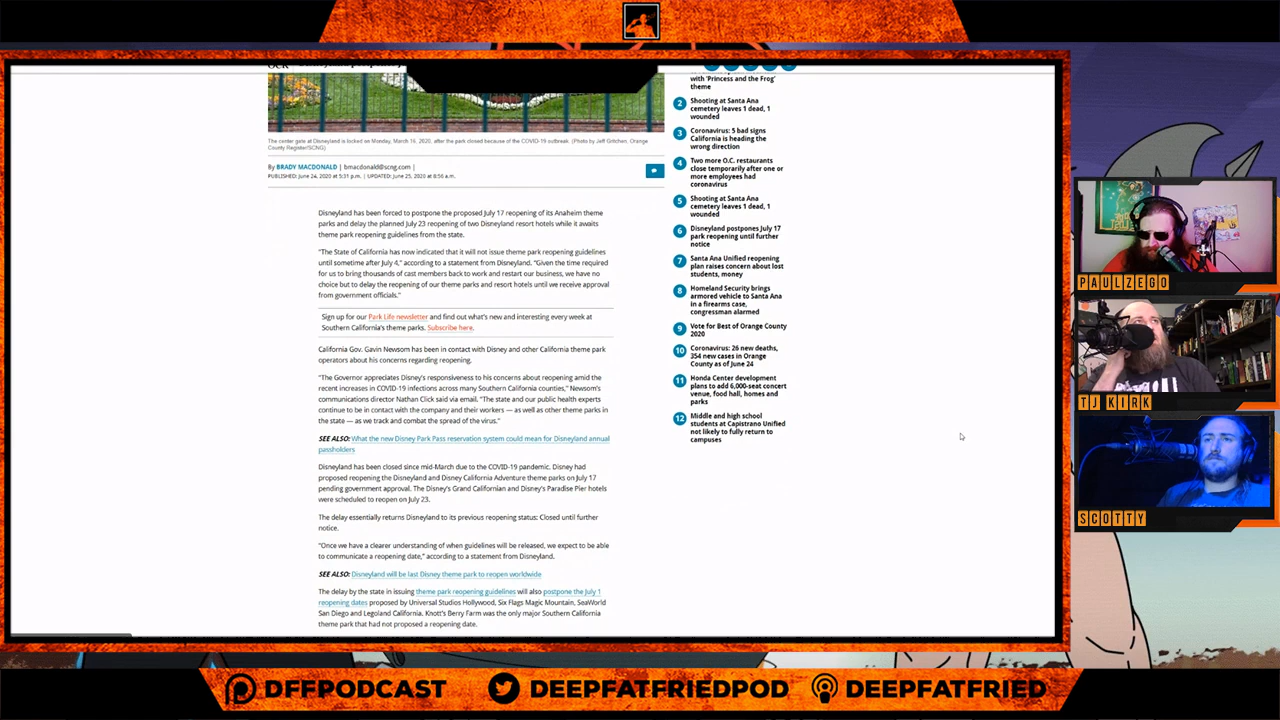 The center gate at Disneyland is locked on Monday, March 16, 2020, after the park closed because of the COVID-19 outbreak. (Photo by Jeff Gritchen, Orange
County Register/SCNG)
By BRADY MACDONALD | bmacdonald@scng.com |
PUBLISHED: June 24, 2020 at 5:31 p.m. | UPDATED: June 25, 2020 at 8:56 a.m.
Disneyland has been forced to postpone the proposed July 17 reopening of its Anaheim theme
parks and delay the planned July 23 reopening of two Disneyland resort hotels while it awaits
theme park reopening guidelines from the state.
"The State of California has now indicated that it will not issue theme park reopening guidelines
until sometime after July 4," according to a statement from Disneyland. "Given the time required
for us to bring thousands of cast members back to work and restart our business, we have no
choice but to delay the reopening of our theme parks and resort hotels until we receive approval
from government officials."
Sign up for our Park Life newsletter and find out what's new and interesting every week at
Southern California's theme parks. Subscribe here.
California Gov. Gavin Newsom has been in contact with Disney and other California theme park
operators about his concerns regarding reopening.
"The Governor appreciates Disney's responsiveness to his concerns about reopening amid the
recent increases in COVID-19 infections across many Southern California counties," Newsom's
communications director Nathan Click said via email. "The state and our public health experts
continue to be in contact with the company and their workers — as well as other theme parks in
the state — as we track and combat the spread of the virus."
SEE ALSO: What the new Disney Park Pass reservation system could mean for Disneyland annual
passholders
Disneyland has been closed since mid-March due to the COVID-19 pandemic. Disney had
proposed reopening the Disneyland and Disney California Adventure theme parks on July 17
pending government approval. The Disney's Grand Californian and Disney's Paradise Pier hotels
were scheduled to reopen on July 23.
The delay essentially returns Disneyland to its previous reopening status: Closed until further
notice.
"Once we have a clearer understanding of when guidelines will be released, we expect to be able
to communicate a reopening date," according to a statement from Disneyland.
SEE ALSO: Disneyland will be last Disney theme park to reopen worldwide
The delay by the state in issuing theme park reopening guidelines will also postpone the July 1
reopening dates proposed by Universal Studios Hollywood, Six Flags Magic Mountain, SeaWorld
San Diego and Legoland California. Knott's Berry Farm was the only major Southern California
theme park that had not proposed a reopening date.
with 'Princess and the Frog'
theme
2 Shooting at Santa Ana
cemetery leaves 1 dead, 1
wounded
3 Coronavirus: 5 bad signs
California is heading the
wrong direction
4 Two more O.C. restaurants
close temporarily after one or
more employees had
coronavirus
5 Shooting at Santa Ana
cemetery leaves 1 dead, 1
wounded
6 Disneyland postpones July 17
park reopening until further
notice
7 Santa Ana Unified reopening
plan raises concern about lost
students, money
8 Homeland Security brings
armored vehicle to Santa Ana
in a firearms case,
congressman alarmed
9 Vote for Best of Orange County
2020
10 Coronavirus: 26 new deaths,
354 new cases in Orange
County as of June 24
11 Honda Center development
plans to add 6,000-seat concert
venue, food hall, homes and
parks
12 Middle and high school
students at Capistrano Unified
not likely to fully return to
campuses
PAULZEGO
TJ KIRK
SCOTTY
DFFPODCAST
DEEPFATFRIEDPOD
DEEPFATFRIED